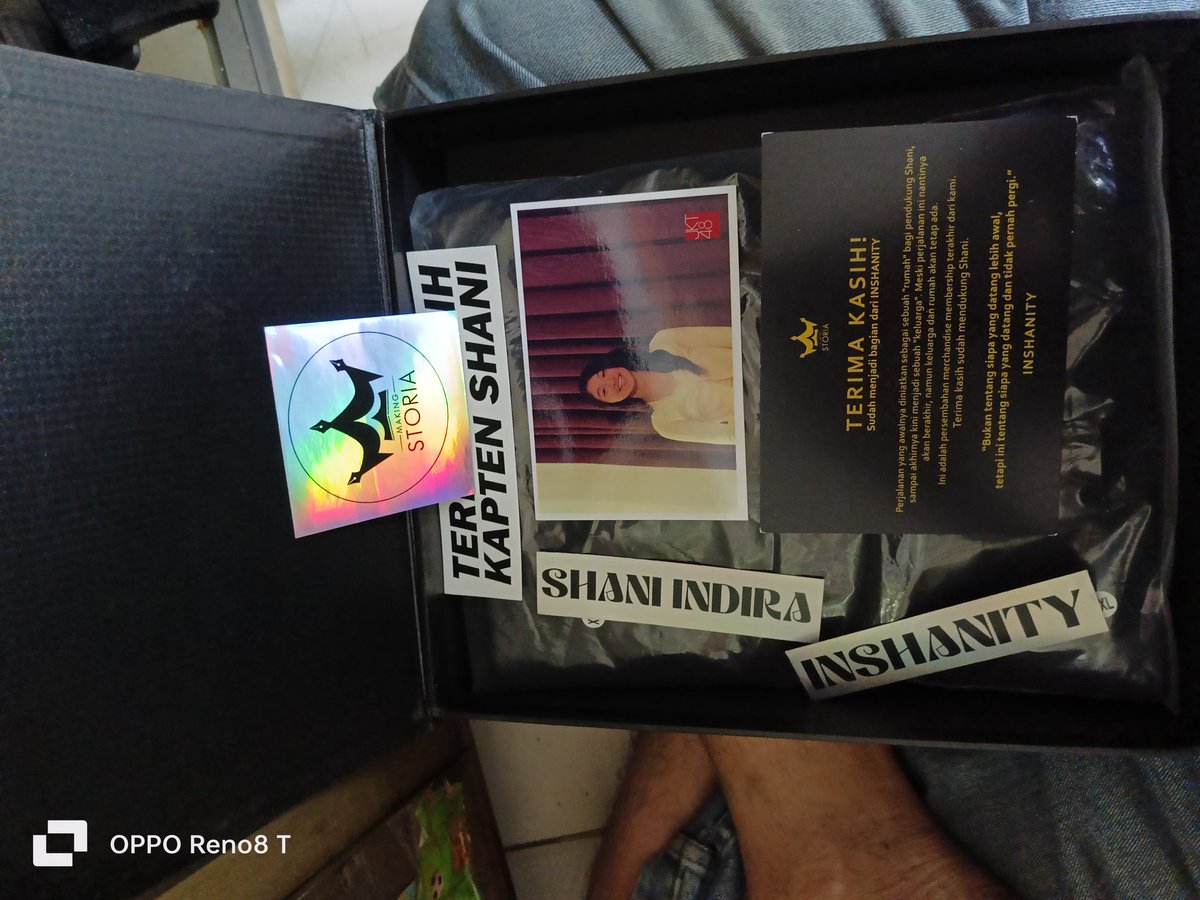 MAKING
STORIA
TER IH
KAPTEN SHANI
JKT
48
STORIA
TERIMA KASIH!
Sudah menjadi bagian dari INSHANITY
Perjalanan yang awalnya diniatkan sebagai sebuah "rumah" bagi pendukung Shani,
sampai akhirnya kini menjadi sebuah "keluarga". Meski perjalanan ini nantinya
akan berakhir, namun keluarga dan rumah akan tetap ada.
Ini adalah persembahan merchandise membership terakhir dari kami.
Terima kasih sudah mendukung Shani.
"Bukan tentang siapa yang datang lebih awal,
tetapi ini tentang siapa yang datang dan tidak pernah pergi."
INSHANITY
SHANI INDIRA
X
INSHANITY
XL
OPPO Reno8 T